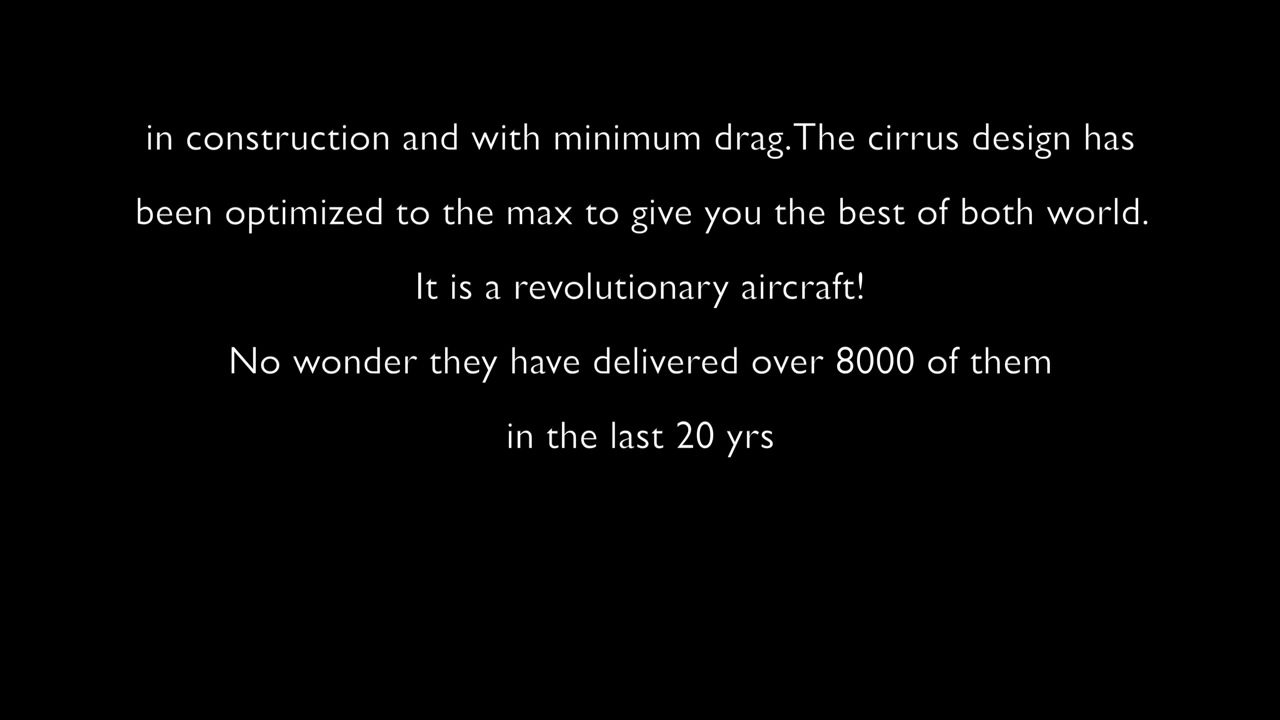 in construction and with minimum drag.The cirrus design has
been optimized to the max to give you the best of both world.
It is a revolutionary aircraft!
No wonder they have delivered over 8000 of them
in the last 20 yrs